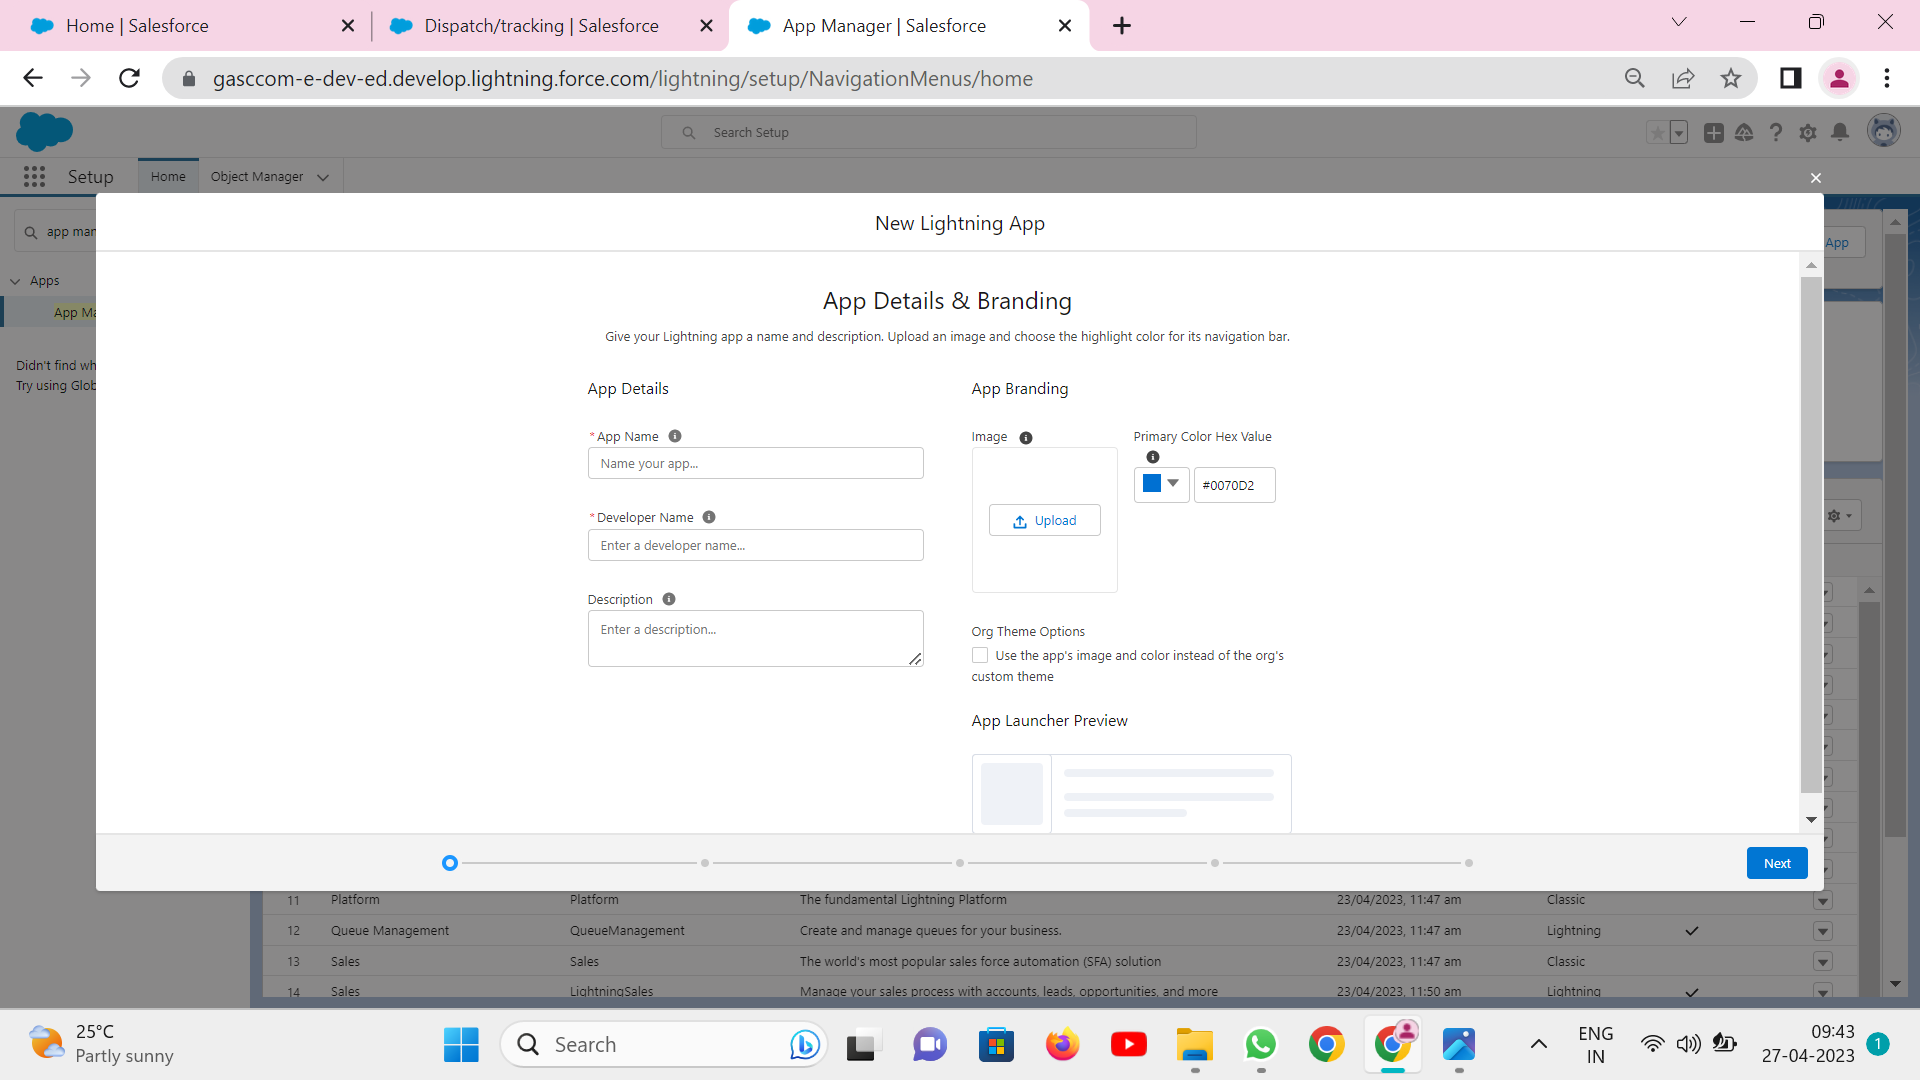 Home | Salesforce
Dispatch/tracking | Salesforce
App Manager | Salesforce
gasccom-e-dev-ed.develop.lightning.force.com/lightning/setup/NavigationMenus/home
Search Setup
Setup
Home
Object Manager
app man
New Lightning App
App
Apps
App Ma
Didn't find wh
Try using Glob
App Details & Branding
Give your Lightning app a name and description. Upload an image and choose the highlight color for its navigation bar.
App Details
App Branding
*App Name
Name your app...
Image
Primary Color Hex Value
#0070D2
Upload
*Developer Name
Enter a developer name...
Description
Enter a description...
Org Theme Options
Use the app's image and color instead of the org's
custom theme
App Launcher Preview
Next
11 Platform Platform The fundamental Lightning Platform 23/04/2023, 11:47 am Classic
12 Queue Management QueueManagement Create and manage queues for your business. 23/04/2023, 11:47 am Lightning
13 Sales Sales The world's most popular sales force automation (SFA) solution 23/04/2023, 11:47 am Classic
14 Sales LightningSales Manage your sales process with accounts, leads, opportunities, and more 23/04/2023, 11:50 am Lightning
25°C
Partly sunny
Search
ENG
IN
09:43
27-04-2023
1